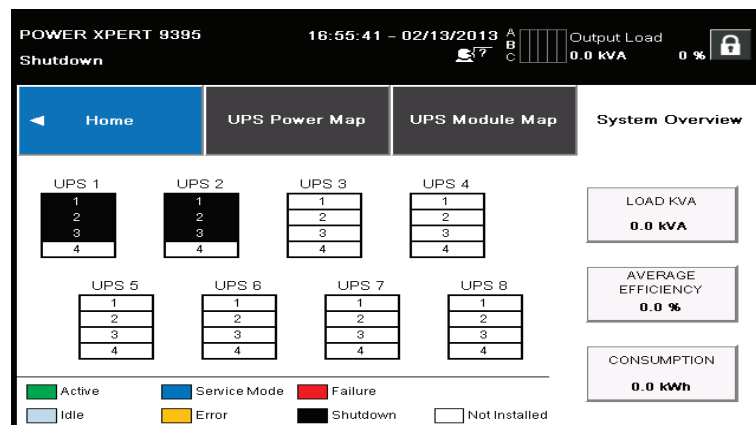 POWER XPERT 9395
16:55:41 - 02/13/2013
A
B
C
Output Load
0.0 kVA 0 %
Shutdown
?
Home
UPS Power Map
UPS Module Map
System Overview
UPS 1
1
2
3
4
UPS 2
1
2
3
4
UPS 3
1
2
3
4
UPS 4
1
2
3
4
UPS 5
1
2
3
4
UPS 6
1
2
3
4
UPS 7
1
2
3
4
UPS 8
1
2
3
4
LOAD KVA
0.0 kVA
AVERAGE
EFFICIENCY
0.0 %
CONSUMPTION
0.0 kWh
Active
Service Mode
Failure
Idle
Error
Shutdown
Not Installed